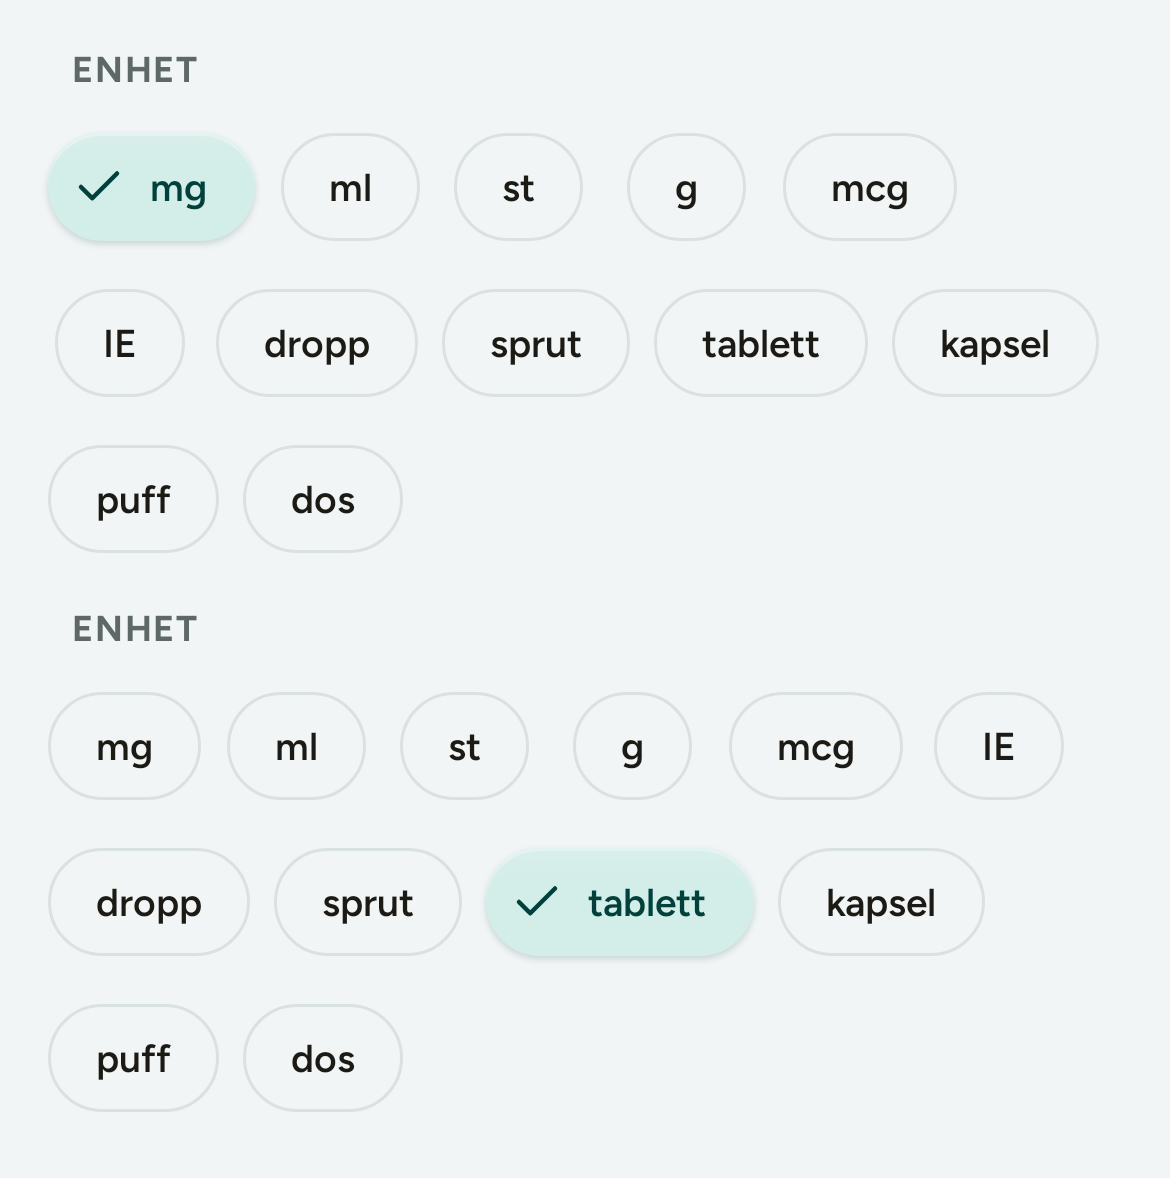 ENHET
mg ml st g mcg
IE dropp sprut tablett kapsel
puff dos
ENHET
mg ml st g mcg IE
dropp sprut tablett kapsel
puff dos